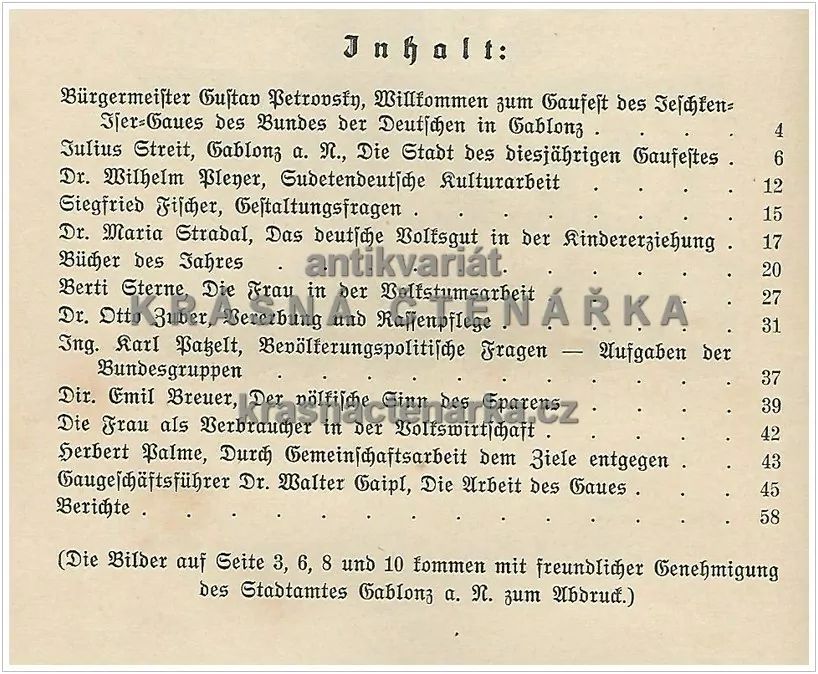 Inhalt:
Bürgermeister Gustav Petrovsky, Willkommen zum Gaufest des Jeschken-
Iser-Gaues des Bundes der Deutschen in Gablonz . . . . 4
Julius Streit, Gablonz a. N., Die Stadt des diesjährigen Gaufestes . 6
Dr. Wilhelm Pleyer, Sudetendeutsche Kulturarbeit . . . . 12
Siegfried Fischer, Gestaltungsfragen . . . . . . . . 15
Dr. Maria Stradal, Das deutsche Volksgut in der Kindererziehung . 17
Bücher des Jahres . . . . . . . . . . . 20
antikvariát
Berti Sterne, Die Frau in der Volkstumsarbeit . . . . . 27
KRÁSNÁ ČTENÁŘKA
Dr. Otto Zuber, Vererbung und Rassenpflege . . . . . . 31
Ing. Karl Patzelt, Bevölkerungspolitische Fragen — Aufgaben der
Bundesgruppen . . . . . . . . . . . 37
Dir. Emil Breuer, Der völkische Sinn des Sparens . . . . 39
krasnactenarka.cz
Die Frau als Verbraucher in der Volkswirtschaft . . . . . 42
Herbert Palme, Durch Gemeinschaftsarbeit dem Ziele entgegen . . 43
Gaugeschäftsführer Dr. Walter Gaipl, Die Arbeit des Gaues . . . 45
Berichte . . . . . . . . . . . . . . 58
(Die Bilder auf Seite 3, 6, 8 und 10 kommen mit freundlicher Genehmigung
des Stadtamtes Gablonz a. N. zum Abdruck.)